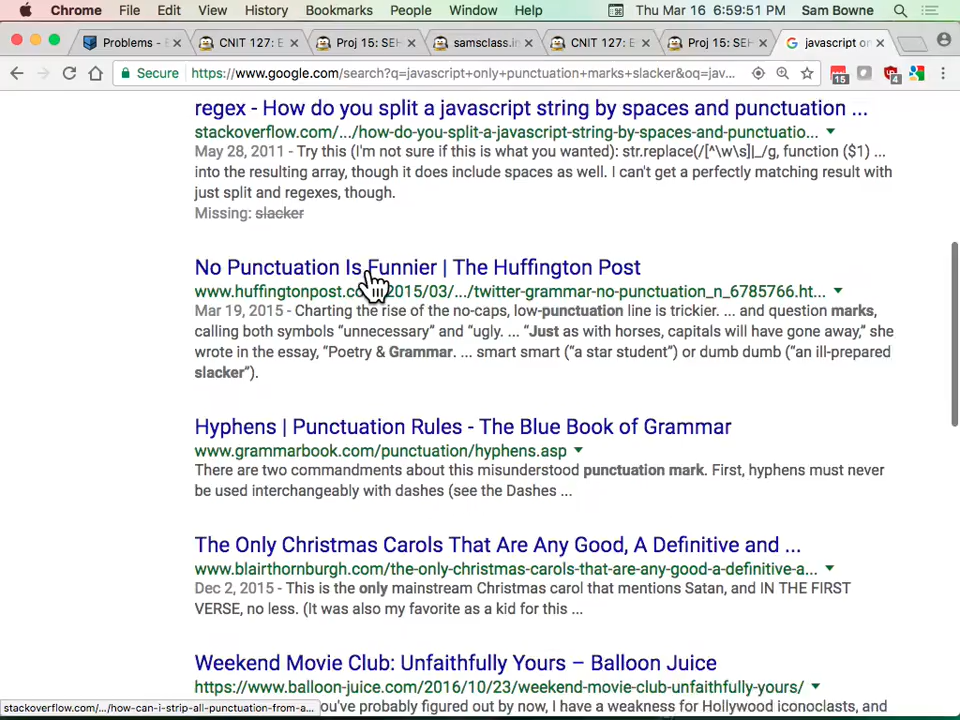 Chrome File Edit View History Bookmarks People Window Help Thu Mar 16 6:59:51 PM Sam Bowne
Problems - E CNIT 127: E Proj 15: SEH samsclass.in CNIT 127: E Proj 15: SEH javascript on
Secure https://www.google.com/search?q=javascript+only+punctuation+marks+slacker&oq=jav... 15 4
regex - How do you split a javascript string by spaces and punctuation ...
stackoverflow.com/.../how-do-you-split-a-javascript-string-by-spaces-and-punctuatio...
May 28, 2011 - Try this (I'm not sure if this is what you wanted): str.replace(/[^\w\s]|_/g, function ($1) ...
into the resulting array, though it does include spaces as well. I can't get a perfectly matching result with
just split and regexes, though.
Missing: slacker
No Punctuation Is Funnier | The Huffington Post
www.huffingtonpost.co 2015/03/.../twitter-grammar-no-punctuation_n_6785766.ht...
Mar 19, 2015 - Charting the rise of the no-caps, low-punctuation line is trickier. ... and question marks,
calling both symbols “unnecessary” and “ugly. ... “Just as with horses, capitals will have gone away,” she
wrote in the essay, “Poetry & Grammar. ... smart smart (“a star student”) or dumb dumb (“an ill-prepared
slacker”).
Hyphens | Punctuation Rules - The Blue Book of Grammar
www.grammarbook.com/punctuation/hyphens.asp
There are two commandments about this misunderstood punctuation mark. First, hyphens must never
be used interchangeably with dashes (see the Dashes ...
The Only Christmas Carols That Are Any Good, A Definitive and ...
www.blairthornburgh.com/the-only-christmas-carols-that-are-any-good-a-definitive-a...
Dec 2, 2015 - This is the only mainstream Christmas carol that mentions Satan, and IN THE FIRST
VERSE, no less. (It was also my favorite as a kid for this ...
Weekend Movie Club: Unfaithfully Yours – Balloon Juice
https://www.balloon-juice.com/2016/10/23/weekend-movie-club-unfaithfully-yours/
stackoverflow.com/.../how-can-i-strip-all-punctuation-from-a... you've probably figured out by now, I have a weakness for Hollywood iconoclasts, and